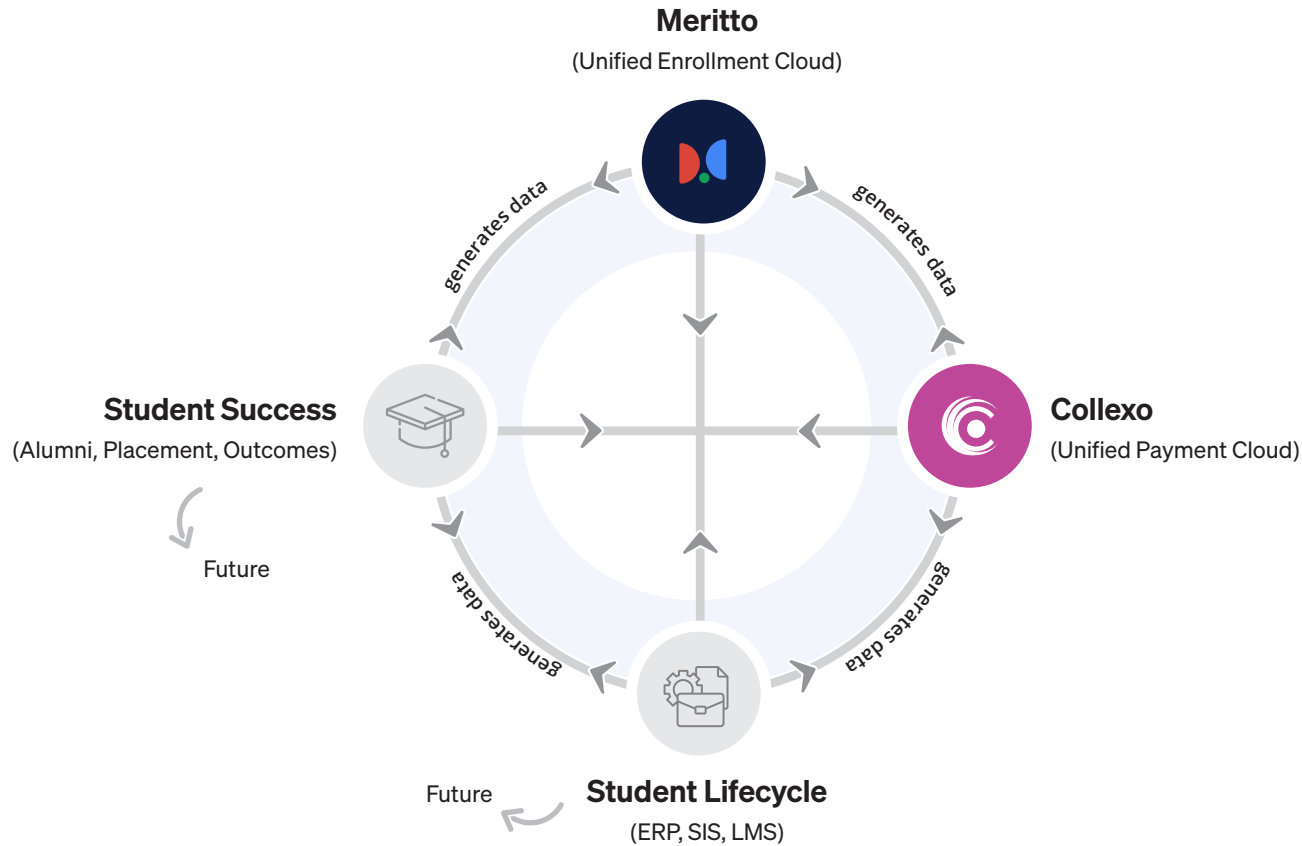 Meritto
(Unified Enrollment Cloud)
generates data
generates data
Student Success
(Alumni, Placement, Outcomes)
Future
Collexo
(Unified Payment Cloud)
generates data
generates data
Future
Student Lifecycle
(ERP, SIS, LMS)